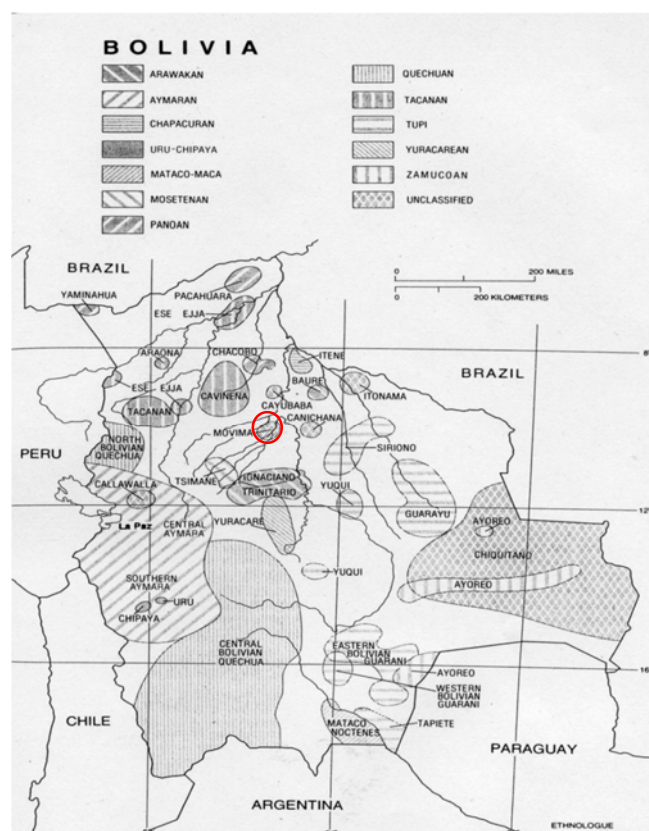 BOLIVIA
ARAWAKAN
AYMARAN
CHAPACURAN
URU-CHIPAYA
MATACO-MACA
MOSETENAN
PANOAN
QUECHUAN
TACANAN
TUPI
YURACAREAN
ZAMUCOAN
UNCLASSIFIED
BRAZIL
0 200 MILES
0 200 KILOMETERS
YAMINAHUA
PACAHUARA
ESE EJJA
ARAONA
CHACOBO
ITENE
BRAZIL
BAURE
ESE-EJJA
CAVINEÑA
ITONAMA
CAYUBABA
TACANAN
CANICHANA
MOVIMA
PERU
NORTH
BOLIVIAN
QUECHUA
SIRIONO
TSIMANE
IGNACIANO
TRINITARIO
YUQUI
CALLAWALLA
GUARAYU
12
La Paz
CENTRAL
AYMARA
YURACARE
AYOREO
CHIQUITANO
YUQUI
SOUTHERN
AYMARA
AYOREO
URU
CHIPAYA
CENTRAL
BOLIVIAN
QUECHUA
EASTERN
BOLIVIAN
GUARANI
16
AYOREO
WESTERN
BOLIVIAN
GUARANI
CHILE
MATACO
NOCTENES
TAPIETE
PARAGUAY
ARGENTINA
ETHNOLOGUE